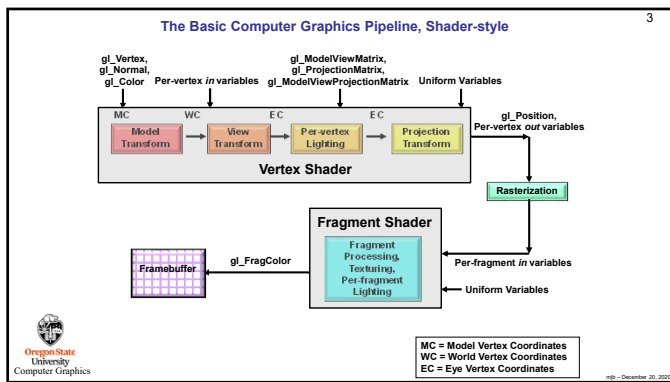 3
The Basic Computer Graphics Pipeline, Shader-style
gl_Vertex,
gl_Normal,
gl_Color
Per-vertex in variables
gl_ModelViewMatrix,
gl_ProjectionMatrix,
gl_ModelViewProjectionMatrix
Uniform Variables
MC
WC
EC
EC
Model
Transform
View
Transform
Per-vertex
Lighting
Projection
Transform
Vertex Shader
gl_Position,
Per-vertex out variables
Rasterization
Fragment Shader
Fragment
Processing,
Texturing,
Per-fragment
Lighting
Per-fragment in variables
Uniform Variables
gl_FragColor
Framebuffer
MC = Model Vertex Coordinates
WC = World Vertex Coordinates
EC = Eye Vertex Coordinates
Oregon State
University
Computer Graphics
mjb – December 20, 2020